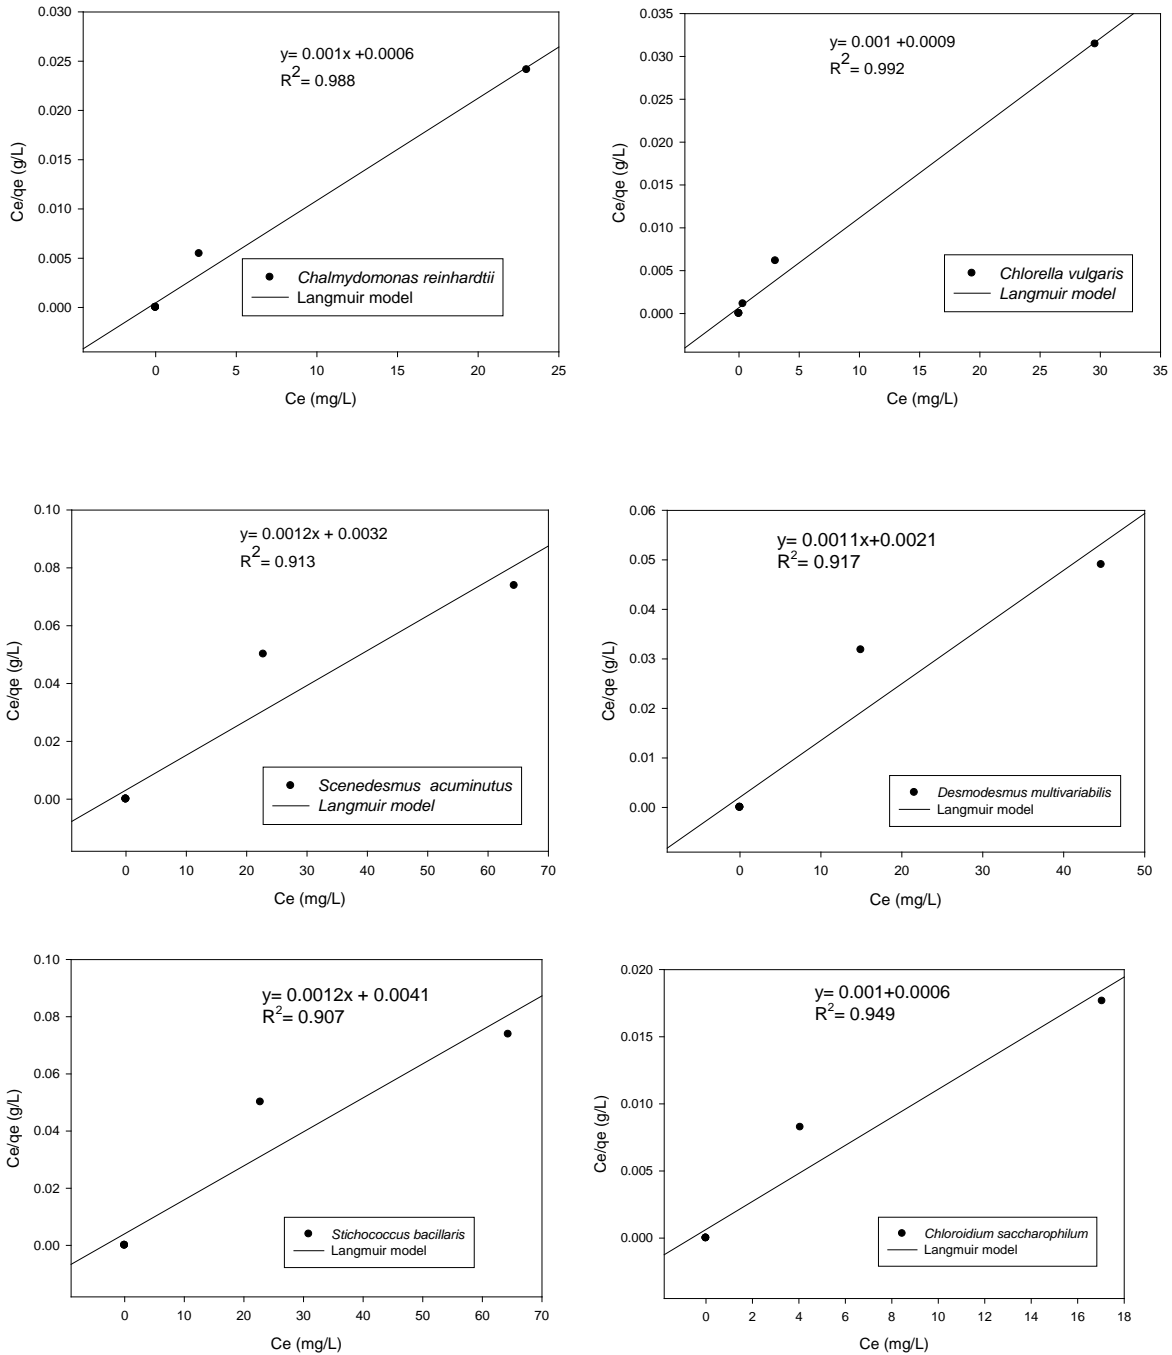 0.030
0.025
0.020
0.015
0.010
0.005
0.000
Ce/qe (g/L)
y= 0.001x +0.0006
R2= 0.988
Chalmydomonas reinhardtii
Langmuir model
0 5 10 15 20 25
Ce (mg/L)
0.035
0.030
0.025
0.020
0.015
0.010
0.005
0.000
Ce/qe (g/L)
y= 0.001 +0.0009
R2= 0.992
Chlorella vulgaris
Langmuir model
0 5 10 15 20 25 30 35
Ce (mg/L)
0.10
0.08
0.06
0.04
0.02
0.00
Ce/qe (g/L)
y= 0.0012x + 0.0032
R2= 0.913
Scenedesmus acuminutus
Langmuir model
0 10 20 30 40 50 60 70
Ce (mg/L)
0.06
0.05
0.04
0.03
0.02
0.01
0.00
Ce/qe (g/L)
y= 0.0011x+0.0021
R2= 0.917
Desmodesmus multivariabilis
Langmuir model
0 10 20 30 40 50
Ce (mg/L)
0.10
0.08
0.06
0.04
0.02
0.00
Ce/qe (g/L)
y= 0.0012x + 0.0041
R2= 0.907
Stichococcus bacillaris
Langmuir model
0 10 20 30 40 50 60 70
Ce (mg/L)
0.020
0.015
0.010
0.005
0.000
Ce/qe (g/L)
y= 0.001+0.0006
R2= 0.949
Chloroidium saccharophilum
Langmuir model
0 2 4 6 8 10 12 14 16 18
Ce (mg/L)